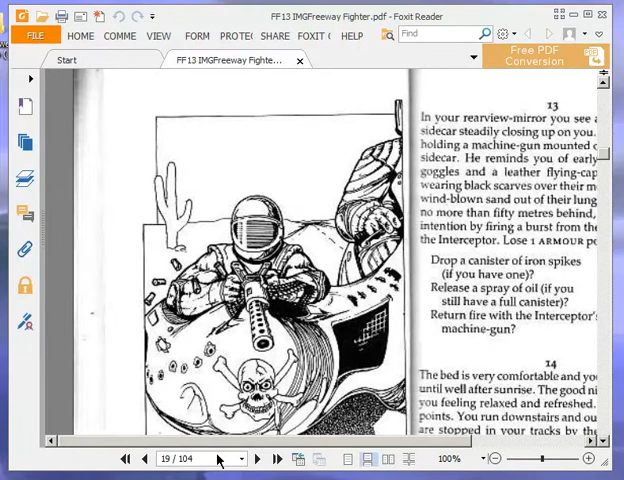 FF13 IMGFreeway Fighter.pdf - Foxit Reader
FILE HOME COMME VIEW FORM PROTE SHARE FOXIT C HELP Find
Start FF13 IMGFreeway Fighte... Free PDF Conversion
13
In your rearview-mirror you see a
sidecar steadily closing up on you.
holding a machine-gun mounted o
sidecar. He reminds you of early
goggles and a leather flying-cap
wearing black scarves over their m
wind-blown sand out of their lung
no more than fifty metres behind,
intention by firing a burst from the
the Interceptor. Lose 1 ARMOUR po
Drop a canister of iron spikes
(if you have one)?
Release a spray of oil (if you
still have a full canister)?
Return fire with the Interceptor's
machine-gun?
14
The bed is very comfortable and yo
until well after sunrise. The good ni
you feeling relaxed and refreshed.
points. You run downstairs and ou
are stopped in your tracks by the
19 / 104 100%